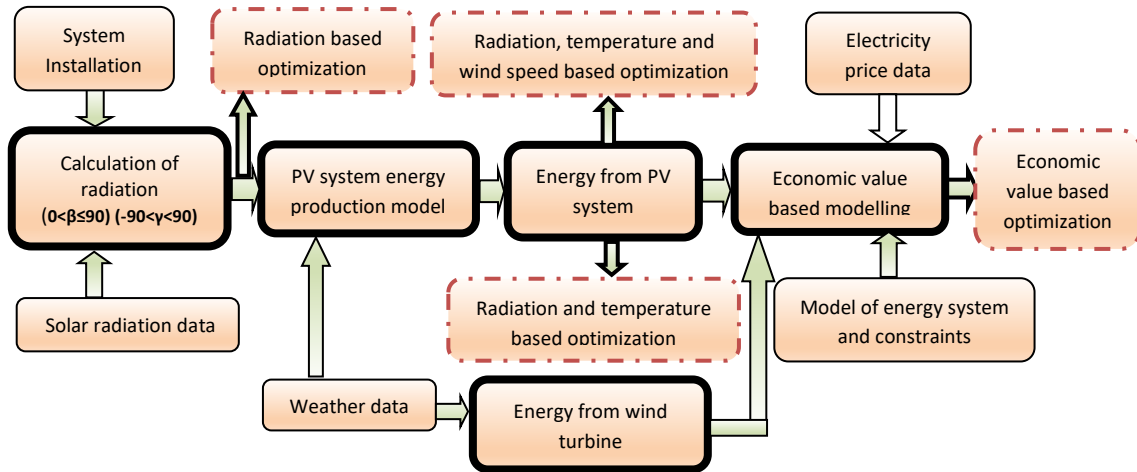 System
Installation
Radiation based
optimization
Radiation, temperature and
wind speed based optimization
Electricity
price data
Calculation of
radiation
(0<β≤90) (-90<γ<90)
PV system energy
production model
Energy from PV
system
Economic value
based modelling
Economic
value based
optimization
Solar radiation data
Radiation and temperature
based optimization
Model of energy system
and constraints
Weather data
Energy from wind
turbine